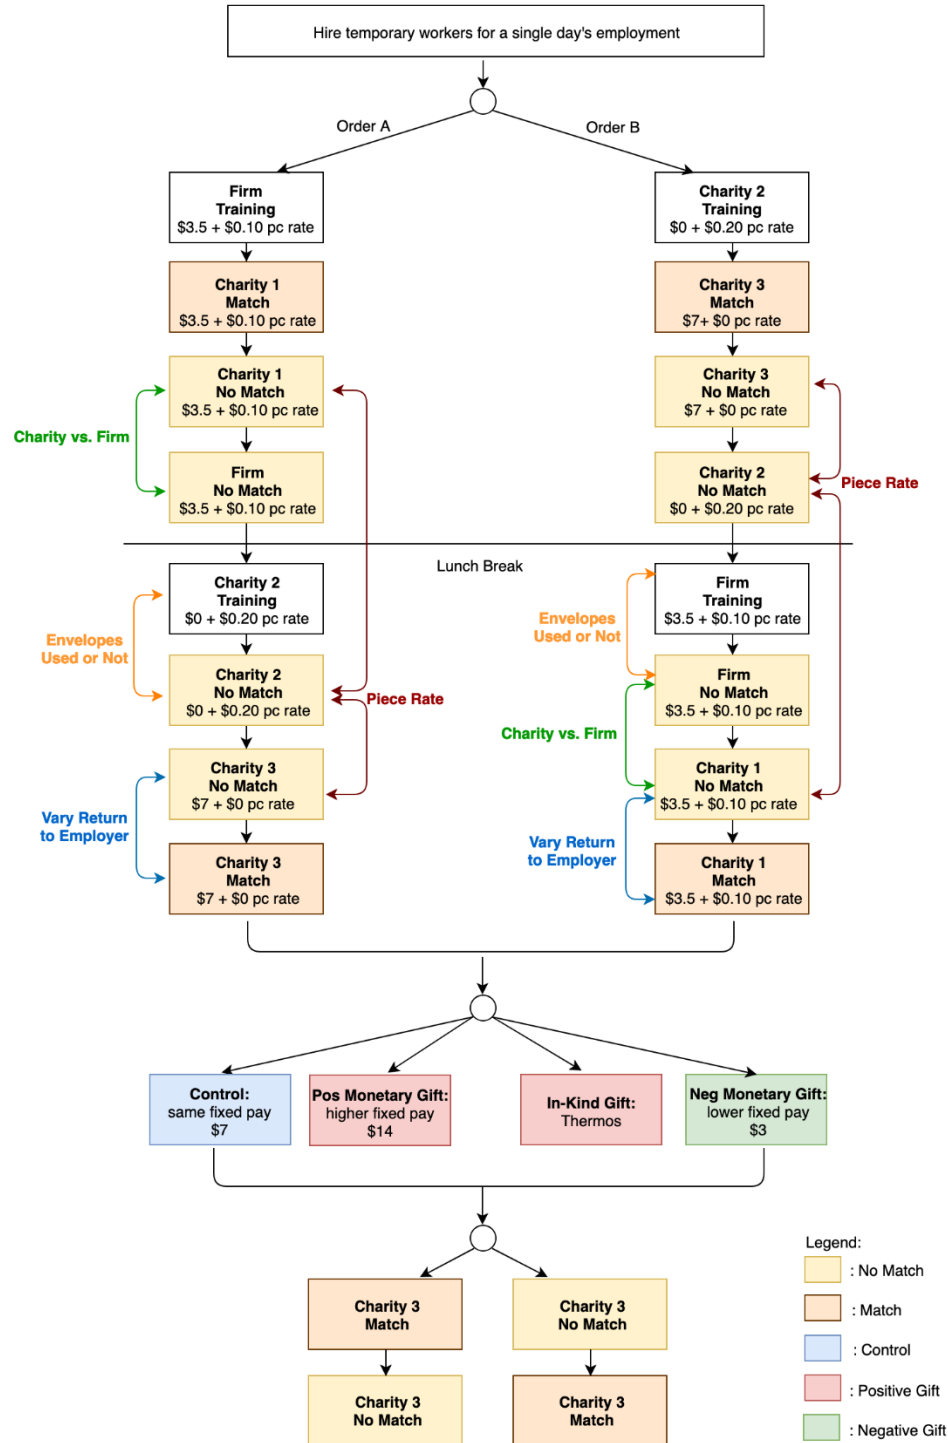 Hire temporary workers for a single day's employment
Order A
Order B
Firm
Training
$3.5 + $0.10 pc rate
Charity 2
Training
$0 + $0.20 pc rate
Charity 1
Match
$3.5 + $0.10 pc rate
Charity 3
Match
$7+ $0 pc rate
Charity 1
No Match
$3.5 + $0.10 pc rate
Charity 3
No Match
$7 + $0 pc rate
Charity vs. Firm
Firm
No Match
$3.5 + $0.10 pc rate
Charity 2
No Match
$0 + $0.20 pc rate
Piece Rate
Lunch Break
Charity 2
Training
$0 + $0.20 pc rate
Firm
Training
$3.5 + $0.10 pc rate
Envelopes
Used or Not
Envelopes
Used or Not
Charity 2
No Match
$0 + $0.20 pc rate
Piece Rate
Firm
No Match
$3.5 + $0.10 pc rate
Charity vs. Firm
Charity 3
No Match
$7 + $0 pc rate
Charity 1
No Match
$3.5 + $0.10 pc rate
Vary Return
to Employer
Vary Return
to Employer
Charity 3
Match
$7 + $0 pc rate
Charity 1
Match
$3.5 + $0.10 pc rate
Control:
same fixed pay
$7
Pos Monetary Gift:
higher fixed pay
$14
In-Kind Gift:
Thermos
Neg Monetary Gift:
lower fixed pay
$3
Charity 3
Match
Charity 3
No Match
Charity 3
No Match
Charity 3
Match
Legend:
: No Match
: Match
: Control
: Positive Gift
: Negative Gift